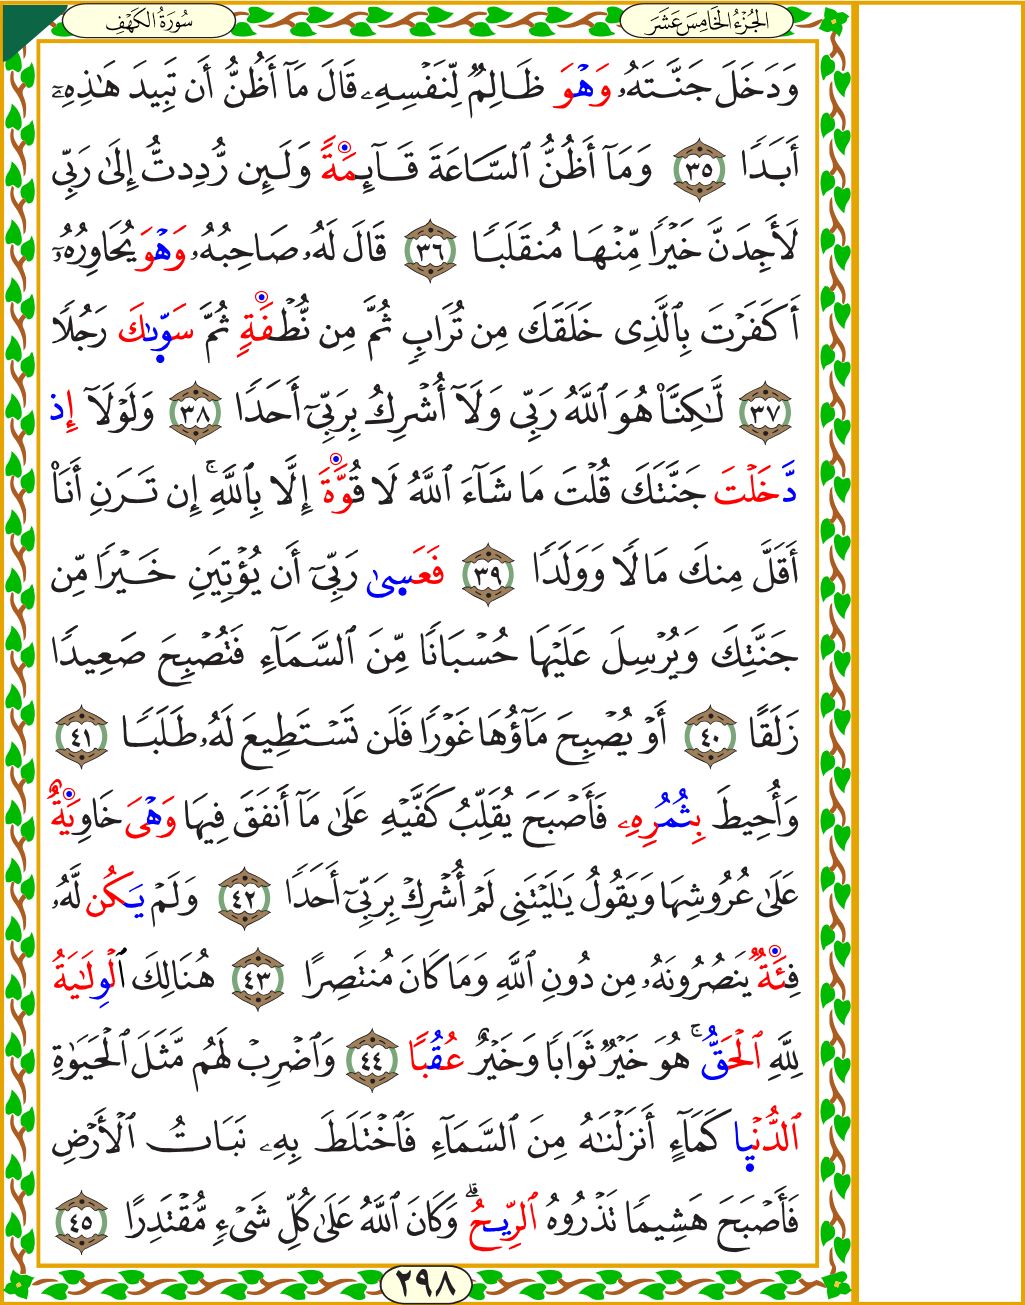 الجُزْءُ الخَامِسَ عَشَرَ
سُورَةُ الكَهْفِ
وَدَخَلَ جَنَّتَهُۥ وَهْوَ ظَالِمٌ لِّنَفْسِهِۦ قَالَ مَآ أَظُنُّ أَن تَبِيدَ هَٰذِهِۦٓ
أَبَدًا ٣٥ وَمَآ أَظُنُّ ٱلسَّاعَةَ قَآئِمَةً وَلَئِن رُّدِدتُّ إِلَىٰ رَبِّى
لَأَجِدَنَّ خَيْرًا مِّنْهَا مُنقَلَبًا ٣٦ قَالَ لَهُۥ صَاحِبُهُۥ وَهْوَ يُحَاوِرُهُۥٓ
أَكَفَرْتَ بِٱلَّذِى خَلَقَكَ مِن تُرَابٍ ثُمَّ مِن نُّطْفَةٍ ثُمَّ سَوَّىٰكَ رَجُلًا
٣٧ لَّٰكِنَّا۠ هُوَ ٱللَّهُ رَبِّى وَلَآ أُشْرِكُ بِرَبِّىٓ أَحَدًا ٣٨ وَلَوْلَآ إِذ
دَّخَلْتَ جَنَّتَكَ قُلْتَ مَا شَآءَ ٱللَّهُ لَا قُوَّةَ إِلَّا بِٱللَّهِۚ إِن تَرَنِ أَنَا۠
أَقَلَّ مِنكَ مَالًا وَوَلَدًا ٣٩ فَعَسِىٰ رَبِّىٓ أَن يُؤْتِيَنِ خَيْرًا مِّن
جَنَّتِكَ وَيُرْسِلَ عَلَيْهَا حُسْبَانًا مِّنَ ٱلسَّمَآءِ فَتُصْبِحَ صَعِيدًا
زَلَقًا ٤٠ أَوْ يُصْبِحَ مَآؤُهَا غَوْرًا فَلَن تَسْتَطِيعَ لَهُۥ طَلَبًا ٤١
وَأُحِيطَ بِثُمُرِهِۦ فَأَصْبَحَ يُقَلِّبُ كَفَّيْهِ عَلَىٰ مَآ أَنفَقَ فِيهَا وَهْىَ خَاوِيَةٌ
عَلَىٰ عُرُوشِهَا وَيَقُولُ يَٰلَيْتَنِى لَمْ أُشْرِكْ بِرَبِّىٓ أَحَدًا ٤٢ وَلَمْ يَكُن لَّهُۥ
فِئَةٌ يَنصُرُونَهُۥ مِن دُونِ ٱللَّهِ وَمَا كَانَ مُنتَصِرًا ٤٣ هُنَالِكَ ٱلْوِلَٰيَةُ
لِلَّهِ ٱلْحَقُّۚ هُوَ خَيْرٌ ثَوَابًا وَخَيْرٌ عُقُبًا ٤٤ وَٱضْرِبْ لَهُم مَّثَلَ ٱلْحَيَوٰةِ
ٱلدُّنْيِا كَمَآءٍ أَنزَلْنَٰهُ مِنَ ٱلسَّمَآءِ فَٱخْتَلَطَ بِهِۦ نَبَاتُ ٱلْأَرْضِ
فَأَصْبَحَ هَشِيمًا تَذْرُوهُ ٱلرِّيحُۗ وَكَانَ ٱللَّهُ عَلَىٰ كُلِّ شَىْءٍ مُّقْتَدِرًا ٤٥
٢٩٨